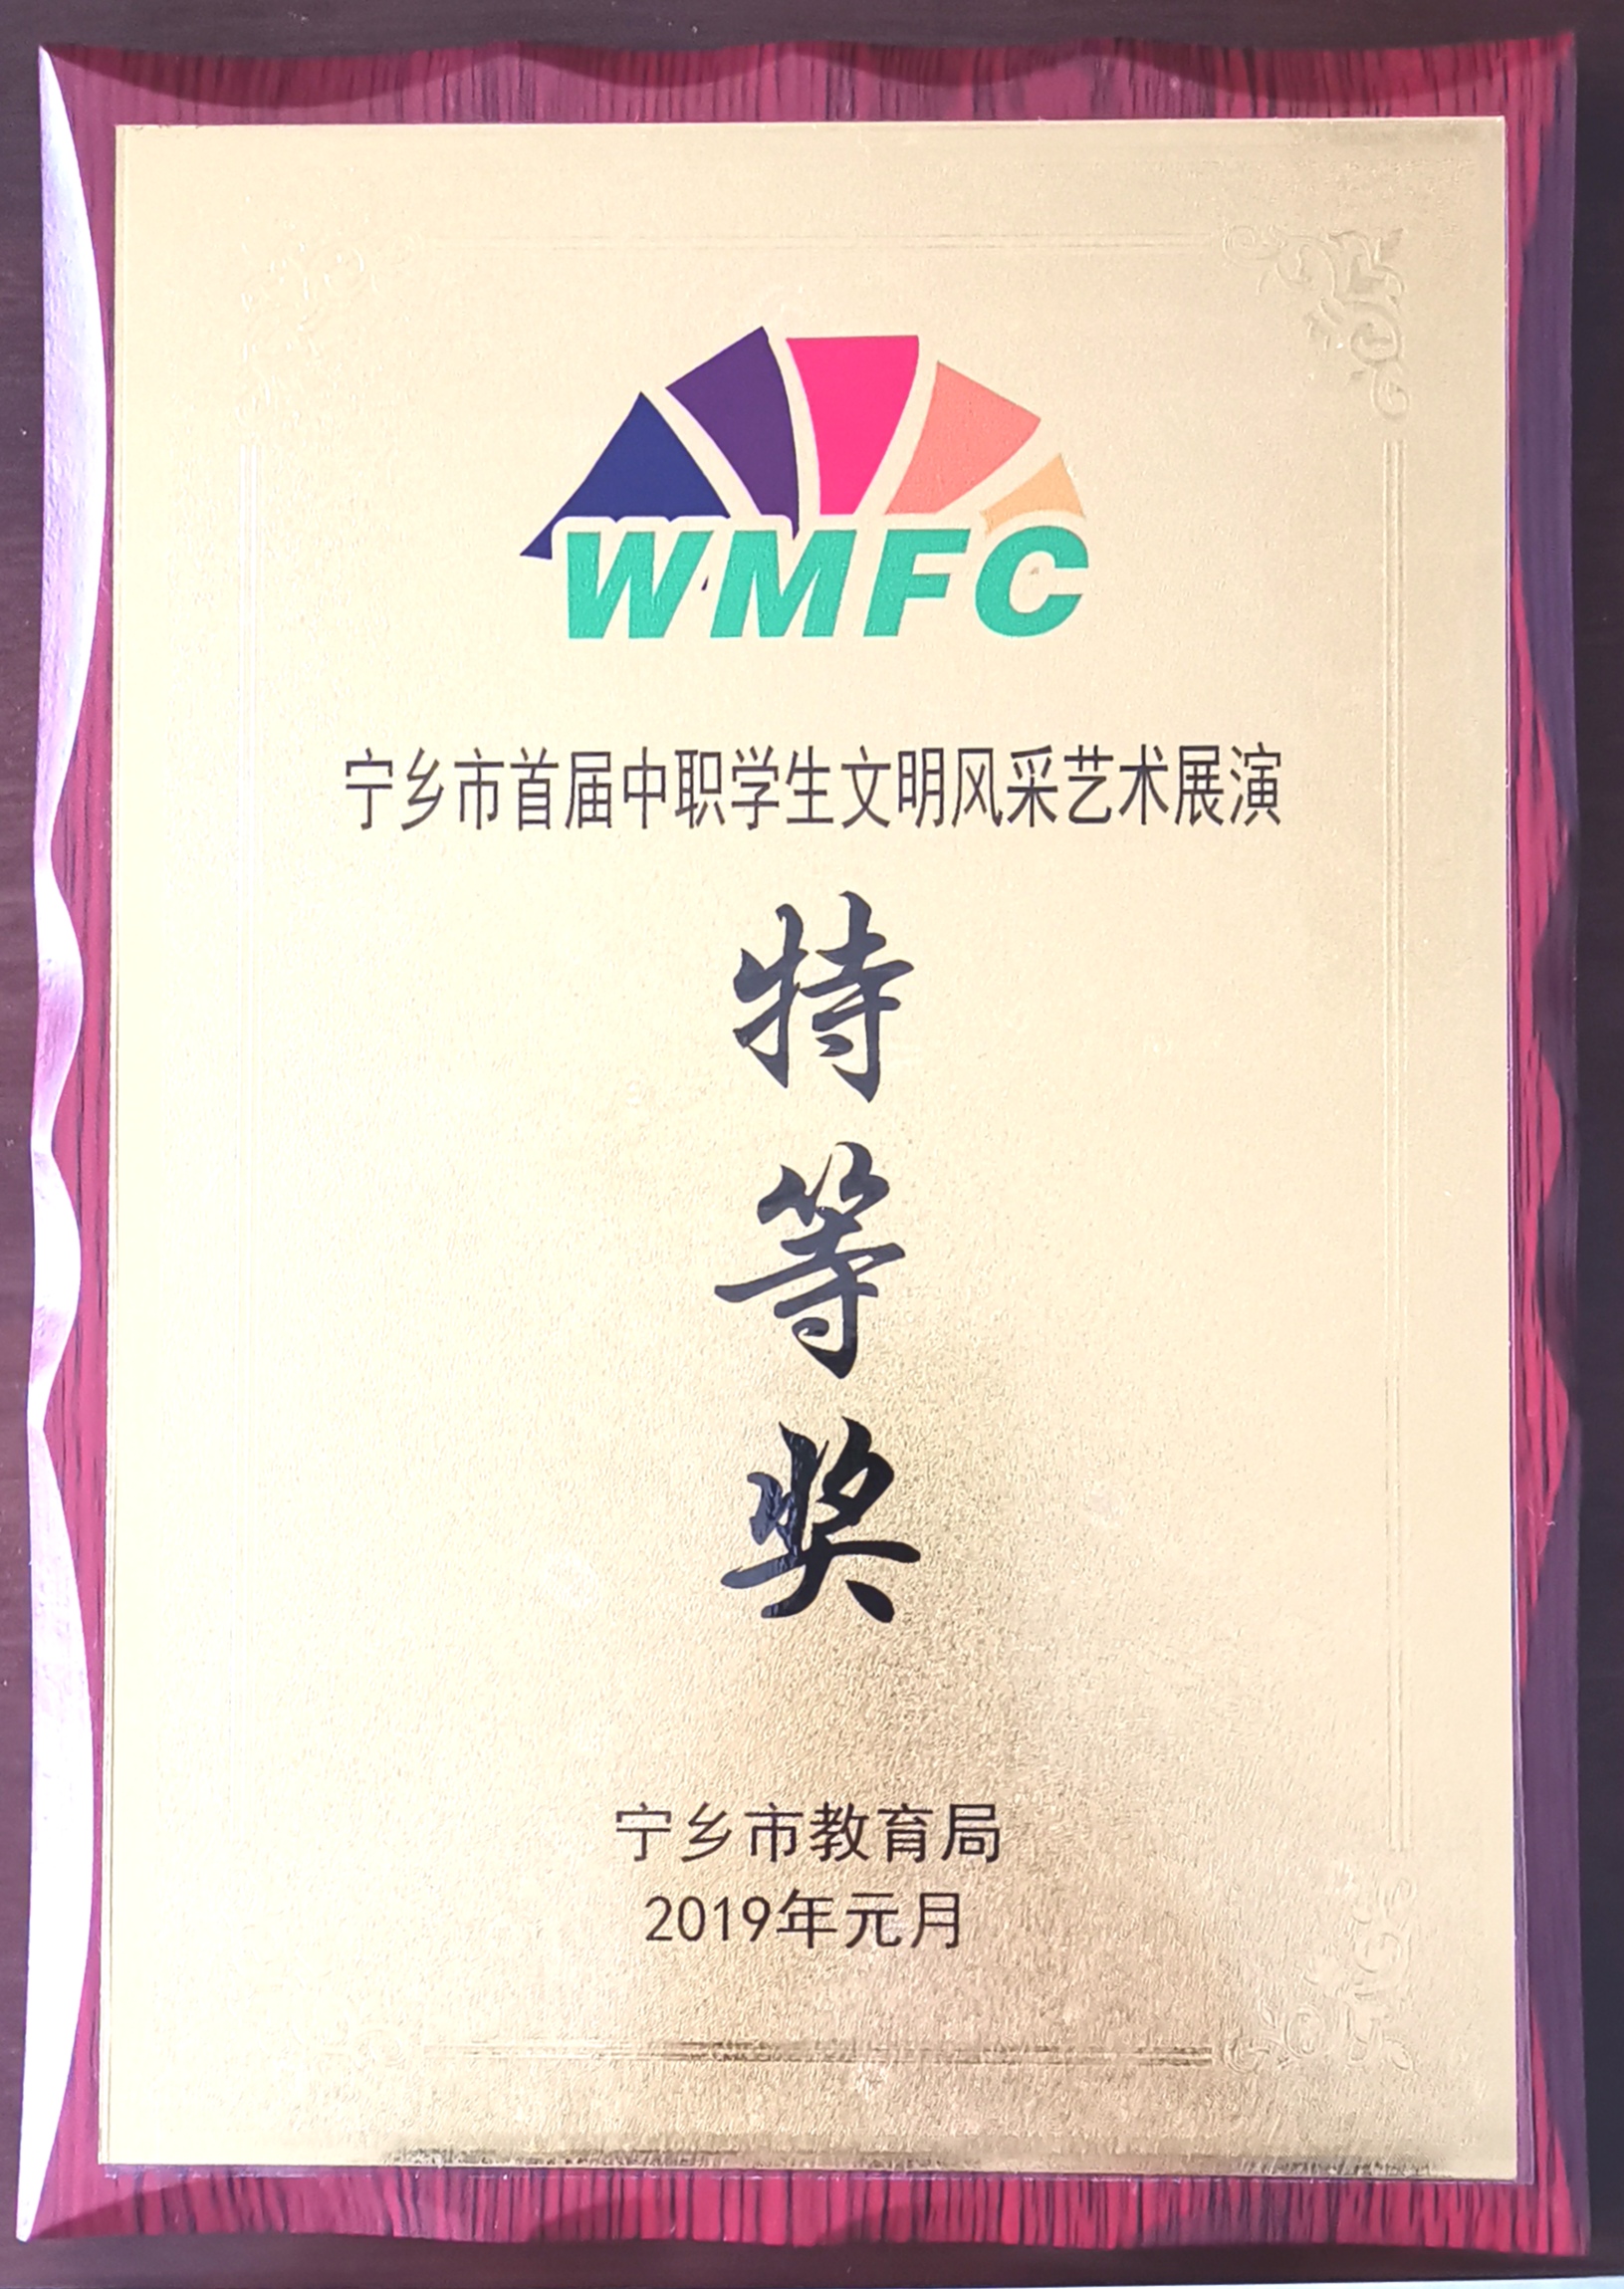 WMFC
宁乡市首届中职学生文明风采艺术展演
特
等
奖
宁乡市教育局
2019年元月